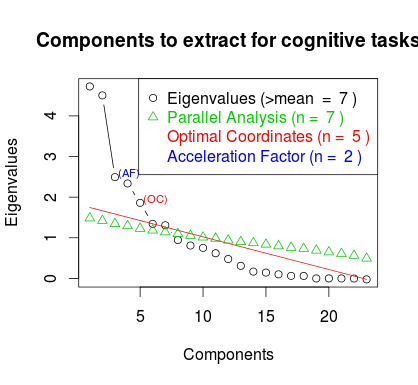 Components to extract for cognitive tasks
Eigenvalues (>mean = 7 )
Parallel Analysis (n = 7 )
Optimal Coordinates (n = 5 )
Acceleration Factor (n = 2 )
(AF)
(OC)
Eigenvalues
4
3
2
1
0
5 10 15 20
Components